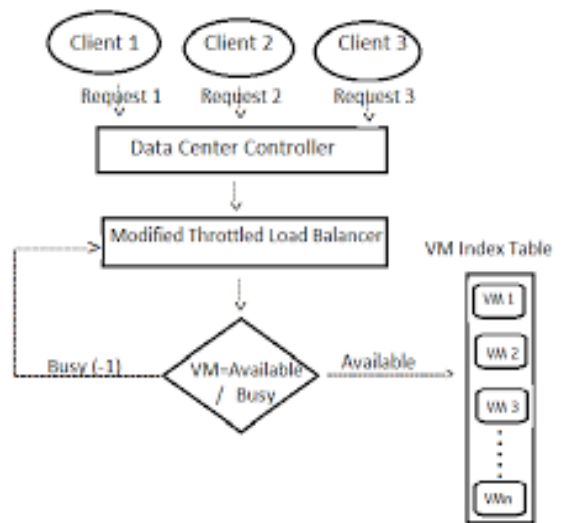 Client 1
Client 2
Client 3
Request 1
Request 2
Request 3
Data Center Controller
Modified Throttled Load Balancer
VM Index Table
VM 1
VM 2
VM 3
VMn
Busy (-1)
VM=Available
/ Busy
Available